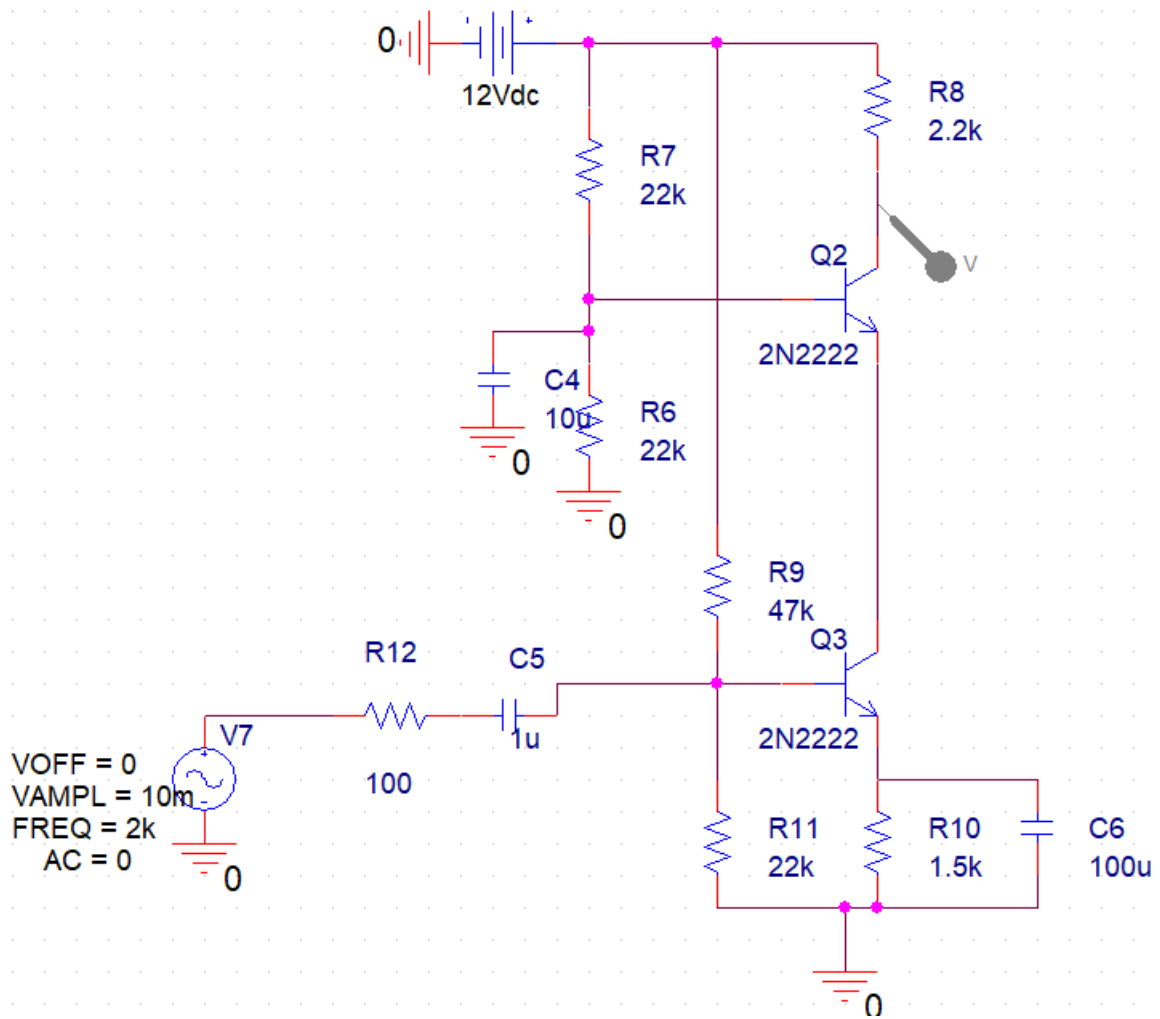 0
12Vdc
R8
2.2k
R7
22k
Q2
V
2N2222
C4
10u
R6
22k
0
0
R9
47k
Q3
R12
C5
1u
2N2222
V7
VOFF = 0
VAMPL = 10m
FREQ = 2k
AC = 0
100
0
R11
22k
R10
1.5k
C6
100u
0